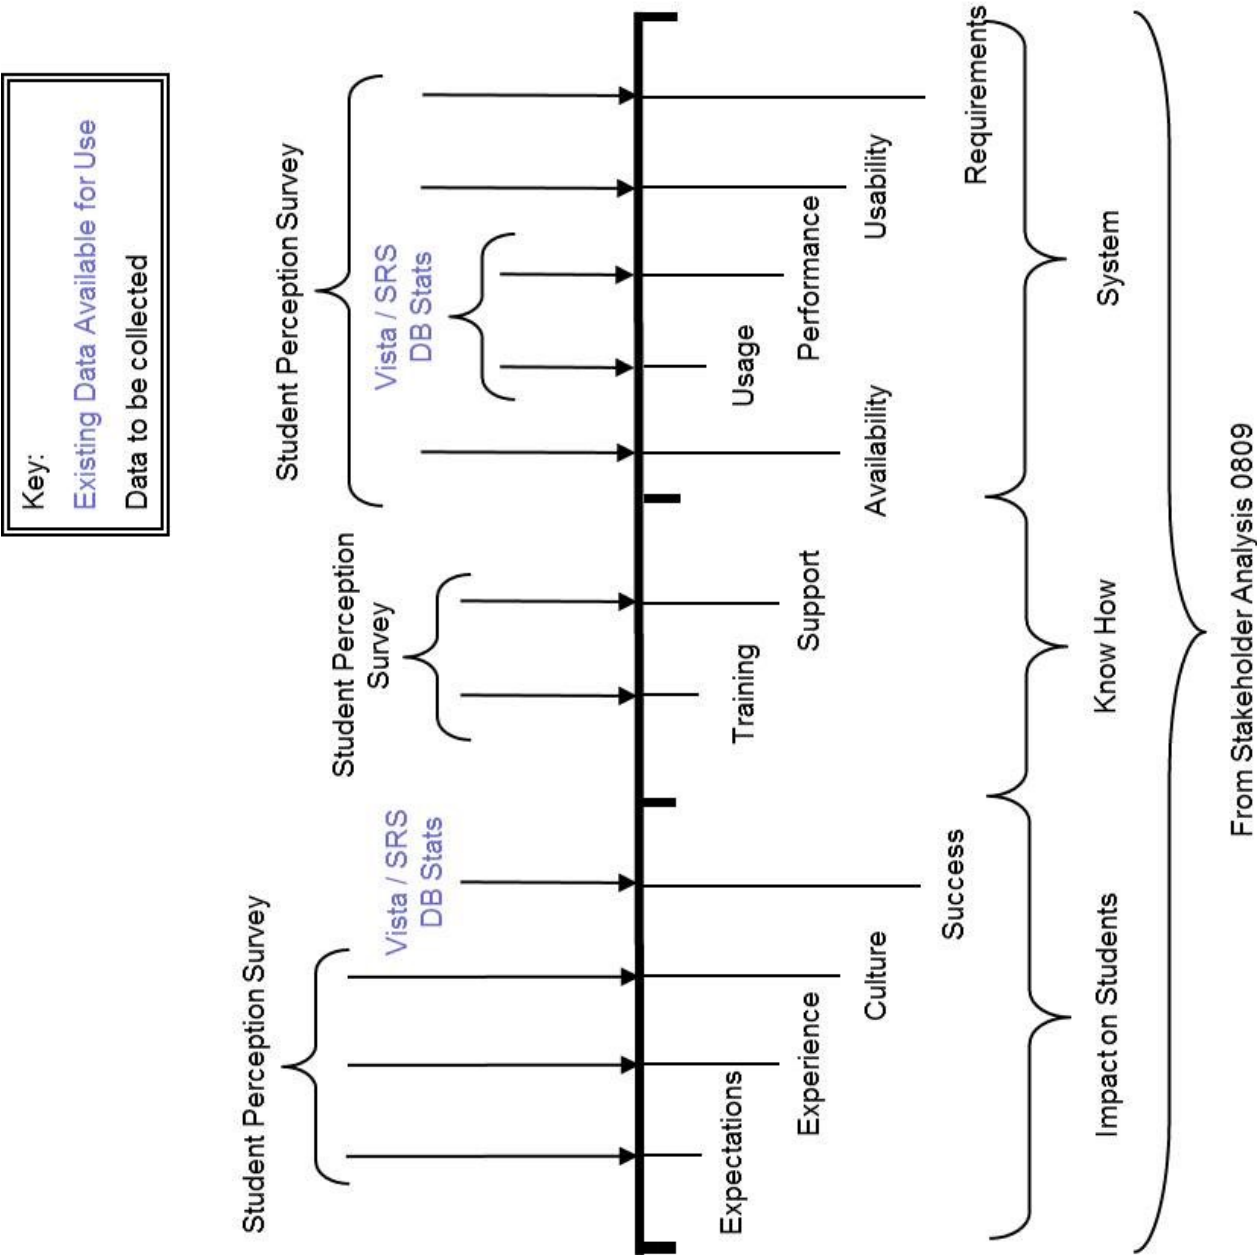 Key:
Existing Data Available for Use
Data to be collected
Student Perception Survey
Vista / SRS
DB Stats
Student Perception
Survey
Student Perception Survey
Vista / SRS
DB Stats
Expectations
Experience
Culture
Success
Training
Support
Availability
Usage
Performance
Usability
Requirements
Impact on Students
Know How
System
From Stakeholder Analysis 0809